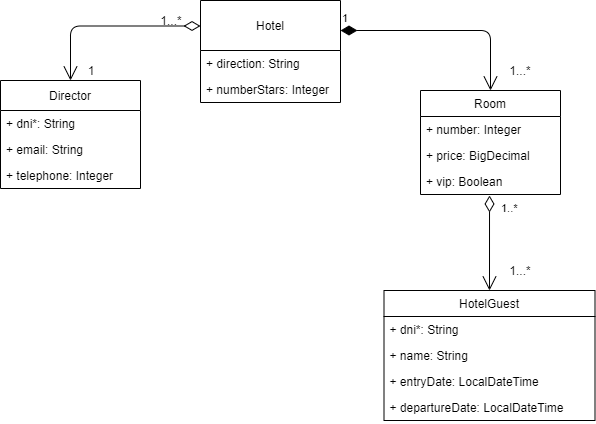 Hotel
+ direction: String
+ numberStars: Integer
1...*
1
1
1...*
Director
+ dni*: String
+ email: String
+ telephone: Integer
Room
+ number: Integer
+ price: BigDecimal
+ vip: Boolean
1..*
1...*
HotelGuest
+ dni*: String
+ name: String
+ entryDate: LocalDateTime
+ departureDate: LocalDateTime